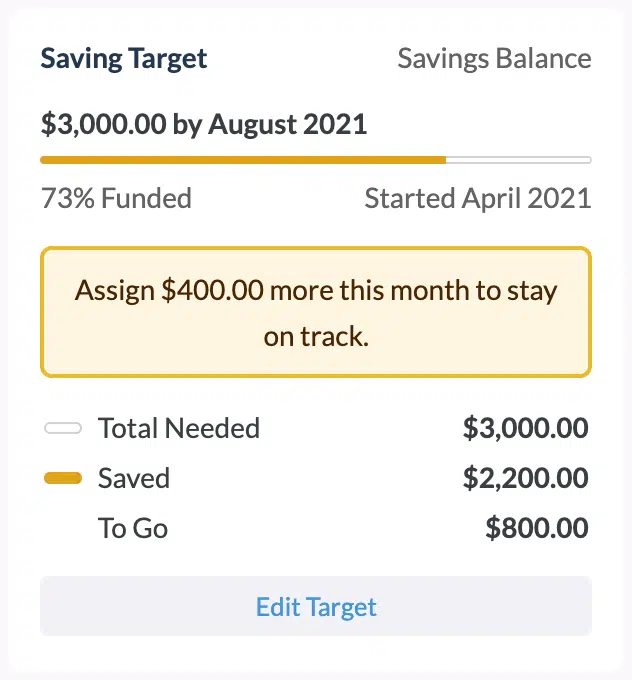 Saving Target Savings Balance
$3,000.00 by August 2021
73% Funded Started April 2021
Assign $400.00 more this month to stay
on track.
Total Needed $3,000.00
Saved $2,200.00
To Go $800.00
Edit Target